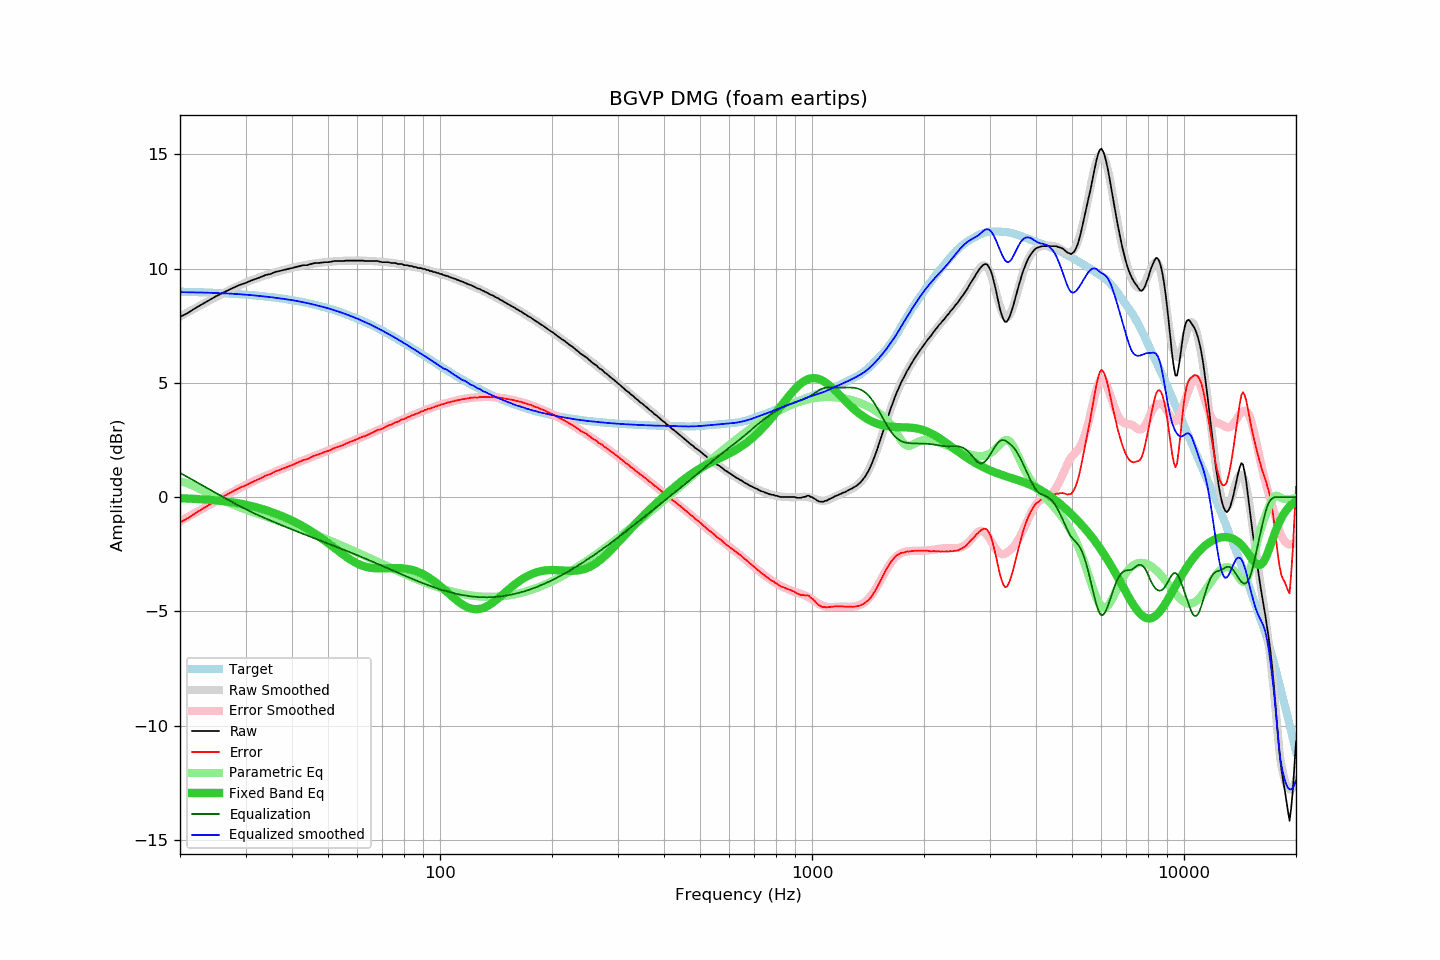 BGVP DMG (foam eartips)
Amplitude (dBr)
15
10
5
0
−5
−10
−15
Target
Raw Smoothed
Error Smoothed
Raw
Error
Parametric Eq
Fixed Band Eq
Equalization
Equalized smoothed
100 1000 10000
Frequency (Hz)